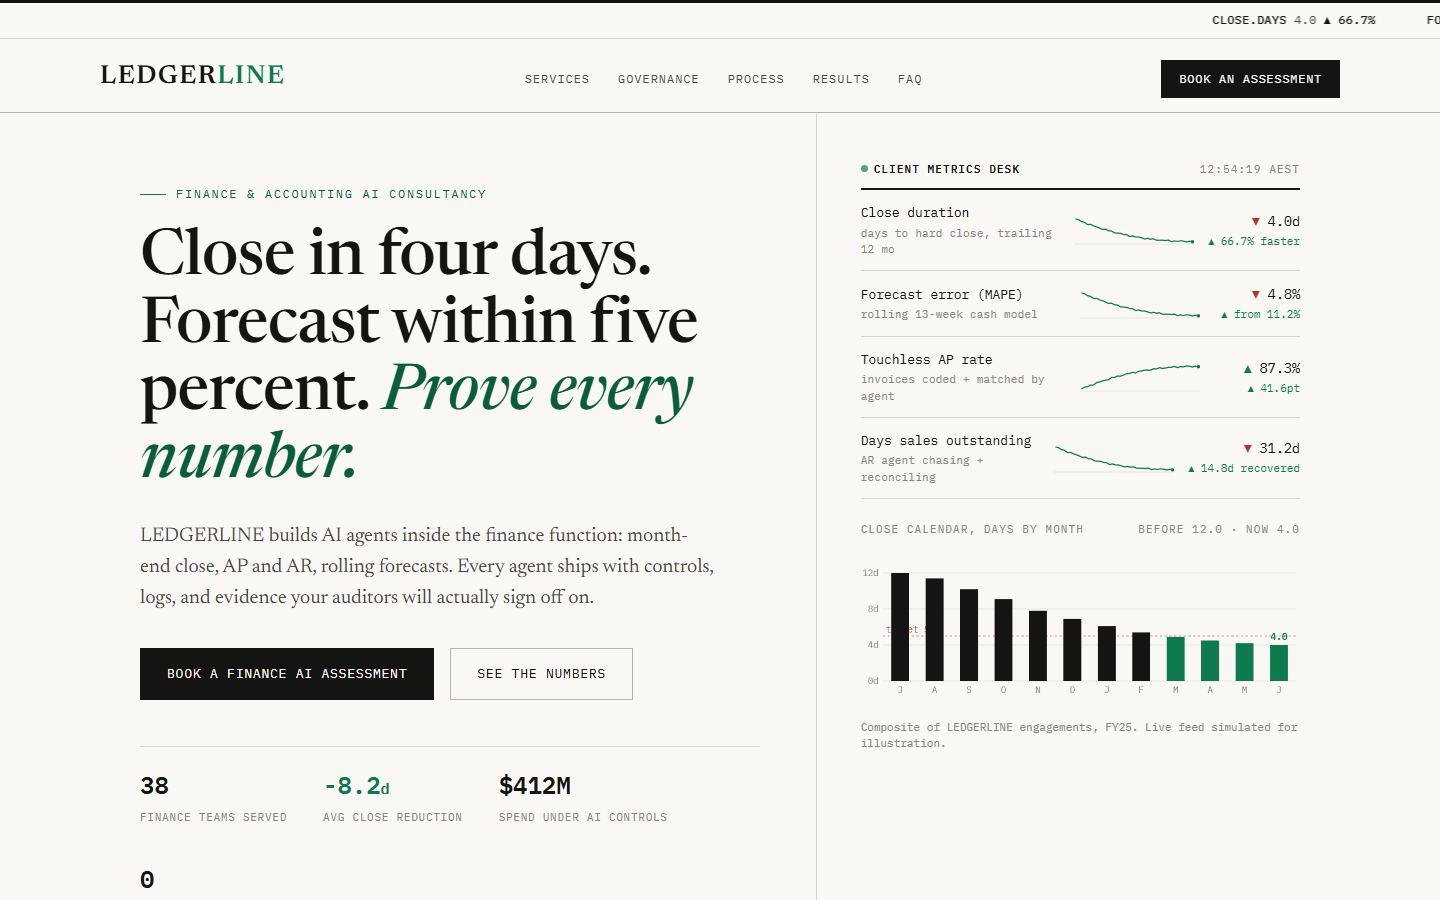 CLOSE.DAYS 4.0 ▲ 66.7%
LEDGERLINE
SERVICES GOVERNANCE PROCESS RESULTS FAQ
BOOK AN ASSESSMENT
FINANCE & ACCOUNTING AI CONSULTANCY
Close in four days.
Forecast within five
percent. Prove every
number.
LEDGERLINE builds AI agents inside the finance function: month-
end close, AP and AR, rolling forecasts. Every agent ships with controls,
logs, and evidence your auditors will actually sign off on.
BOOK A FINANCE AI ASSESSMENT
SEE THE NUMBERS
38
FINANCE TEAMS SERVED
-8.2d
AVG CLOSE REDUCTION
$412M
SPEND UNDER AI CONTROLS
0
CLIENT METRICS DESK
12:54:19 AEST
Close duration
days to hard close, trailing
12 mo
▼ 4.0d
▲ 66.7% faster
Forecast error (MAPE)
rolling 13-week cash model
▼ 4.8%
▲ from 11.2%
Touchless AP rate
invoices coded + matched by
agent
▲ 87.3%
▲ 41.6pt
Days sales outstanding
AR agent chasing +
reconciling
▼ 31.2d
▲ 14.8d recovered
CLOSE CALENDAR, DAYS BY MONTH
BEFORE 12.0 · NOW 4.0
12d
8d
4d
0d
4.0
J A S O N D J F M A M J
Composite of LEDGERLINE engagements, FY25. Live feed simulated for
illustration.